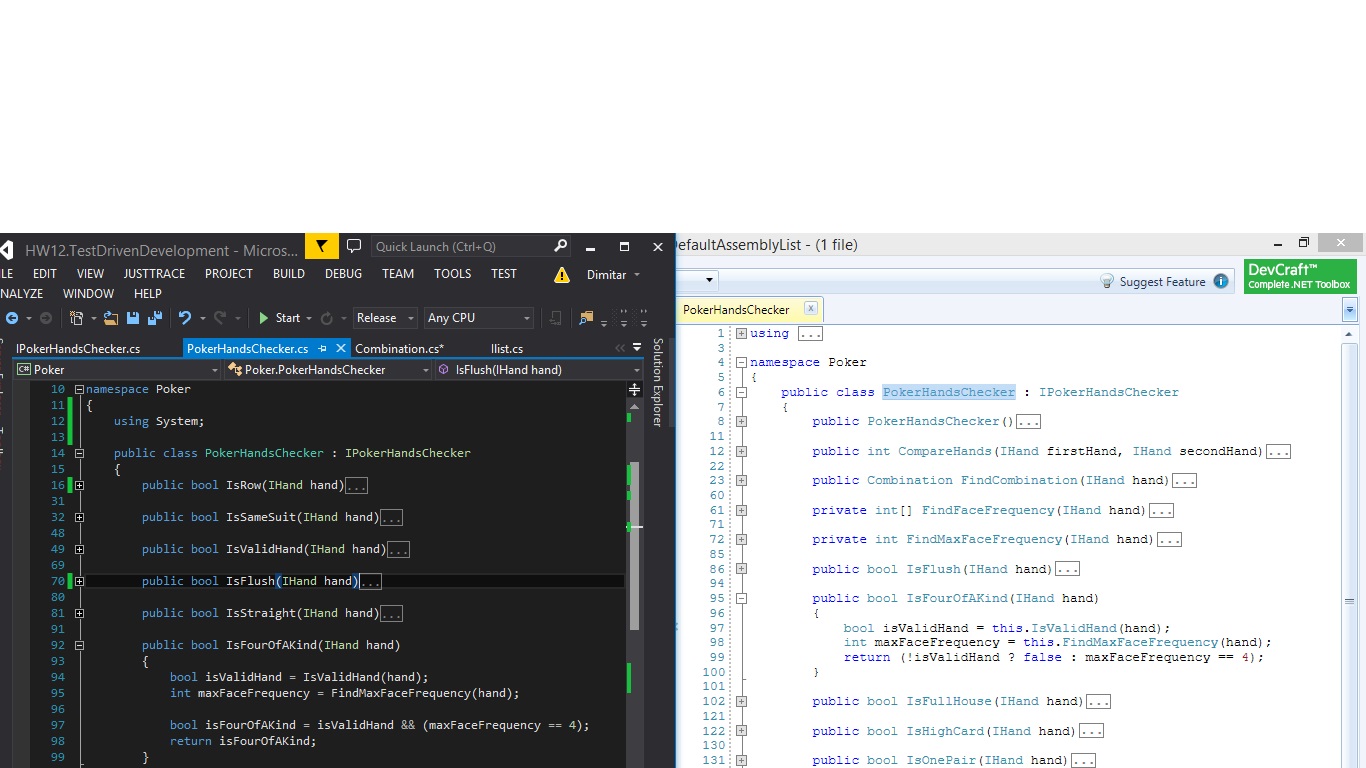 HW12.TestDrivenDevelopment - Micros...
Quick Launch (Ctrl+Q)
LE EDIT VIEW JUSTTRACE PROJECT BUILD DEBUG TEAM TOOLS TEST
Dimitar
NALYZE WINDOW HELP
Start Release Any CPU
IPokerHandsChecker.cs PokerHandsChecker.cs Combination.cs* Ilist.cs
Solution Explorer
Poker Poker.PokerHandsChecker IsFlush(IHand hand)
10 namespace Poker
11 {
12 using System;
13
14 public class PokerHandsChecker : IPokerHandsChecker
15 {
16 public bool IsRow(IHand hand)...
31
32 public bool IsSameSuit(IHand hand)...
48
49 public bool IsValidHand(IHand hand)...
69
70 public bool IsFlush(IHand hand)...
80
81 public bool IsStraight(IHand hand)...
91
92 public bool IsFourOfAKind(IHand hand)
93 {
94 bool isValidHand = IsValidHand(hand);
95 int maxFaceFrequency = FindMaxFaceFrequency(hand);
96
97 bool isFourOfAKind = isValidHand && (maxFaceFrequency == 4);
98 return isFourOfAKind;
99 }
DefaultAssemblyList - (1 file)
Suggest Feature
DevCraft™
Complete .NET Toolbox
PokerHandsChecker
1 using ...
3
4 namespace Poker
5 {
6 public class PokerHandsChecker : IPokerHandsChecker
7 {
8 public PokerHandsChecker()...
11
12 public int CompareHands(IHand firstHand, IHand secondHand)...
22
23 public Combination FindCombination(IHand hand)...
60
61 private int[] FindFaceFrequency(IHand hand)...
71
72 private int FindMaxFaceFrequency(IHand hand)...
85
86 public bool IsFlush(IHand hand)...
94
95 public bool IsFourOfAKind(IHand hand)
96 {
97 bool isValidHand = this.IsValidHand(hand);
98 int maxFaceFrequency = this.FindMaxFaceFrequency(hand);
99 return (!isValidHand ? false : maxFaceFrequency == 4);
100 }
101
102 public bool IsFullHouse(IHand hand)...
121
122 public bool IsHighCard(IHand hand)...
130
131 public bool IsOnePair(IHand hand)...